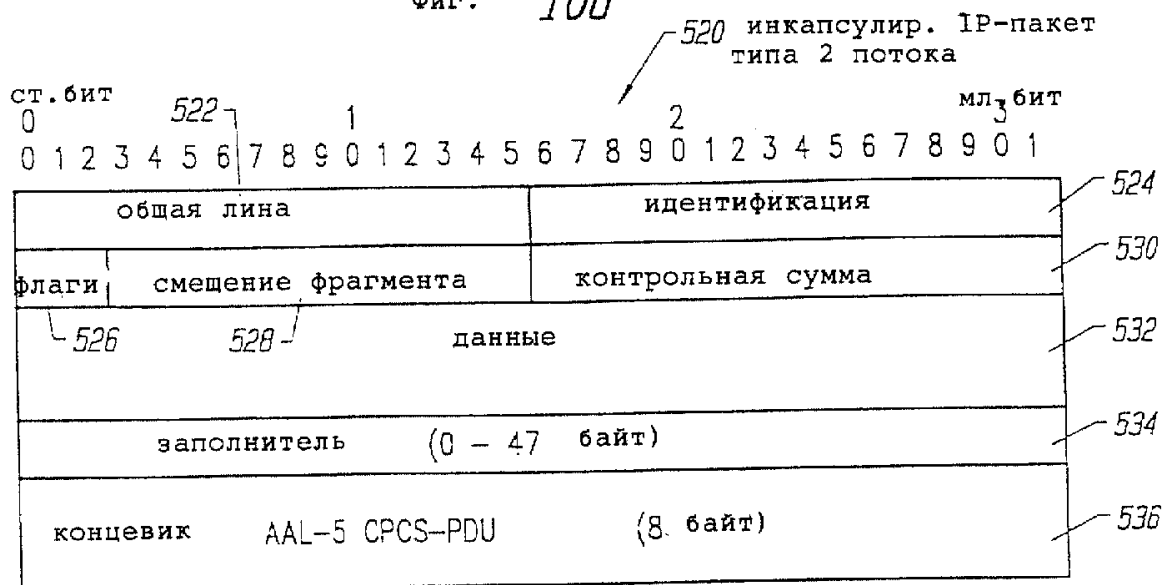 фиг. 10d
520 инкапсулир. IP-пакет
типа 2 потока
ст.бит 522 мл. бит
0 1 2 3
0 1 2 3 4 5 6 7 8 9 0 1 2 3 4 5 6 7 8 9 0 1 2 3 4 5 6 7 8 9 0 1
общая лина идентификация 524
флаги смешение фрагмента контрольная сумма 530
526 528 данные 532
заполнитель (0 – 47 байт) 534
концевик AAL–5 CPCS–PDU (8. байт) 536